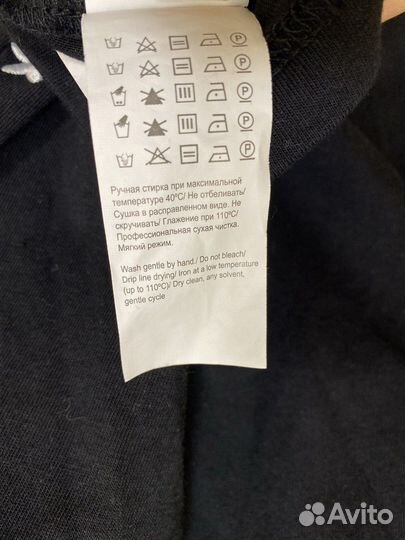 Ручная стирка при максимальной
температуре 40ºС/ Не отбеливать/
Сушка в расправленном виде. Не
скручивать/ Глажение при 110ºС/
Профессиональная сухая чистка.
Мягкий режим.
Wash gentle by hand./ Do not bleach/
Drip line drying/ Iron at a low temperature
(up to 110ºC)/ Dry clean, any solvent,
gentle cycle
Avito